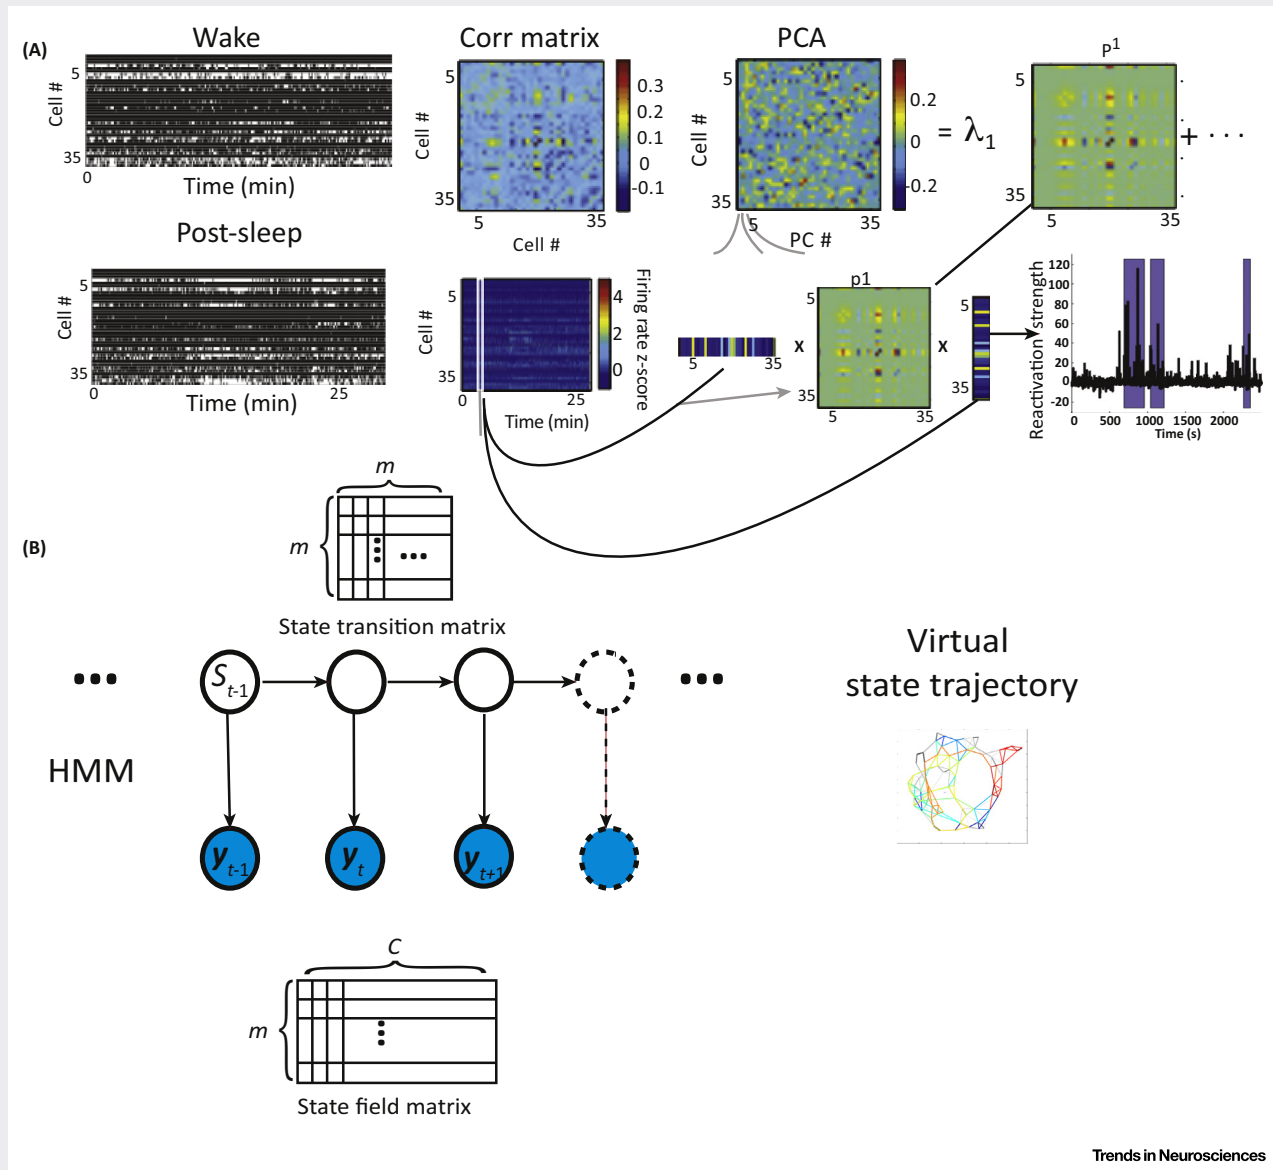 (A)
Wake
Cell #
5
35
0
Time (min)
Corr matrix
Cell #
5
35
5
35
Cell #
0.3
0.2
0.1
0
-0.1
PCA
Cell #
5
35
5
35
PC #
0.2
0
-0.2
= λ1
P1
5
35
+ · · ·
Post-sleep
Cell #
5
35
0
25
Time (min)
Cell #
5
35
0
25
Time (min)
4
2
0
Firing rate z-score
5
35
x
p1
5
35
5
35
x
5
35
Reactivation strength
120
100
80
60
40
20
0
-20
0
500
1000
1500
2000
Time (s)
(B)
m
m
State transition matrix
St-1
HMM
yt-1
yt
yt+1
Virtual
state trajectory
C
m
State field matrix
Trends in Neurosciences